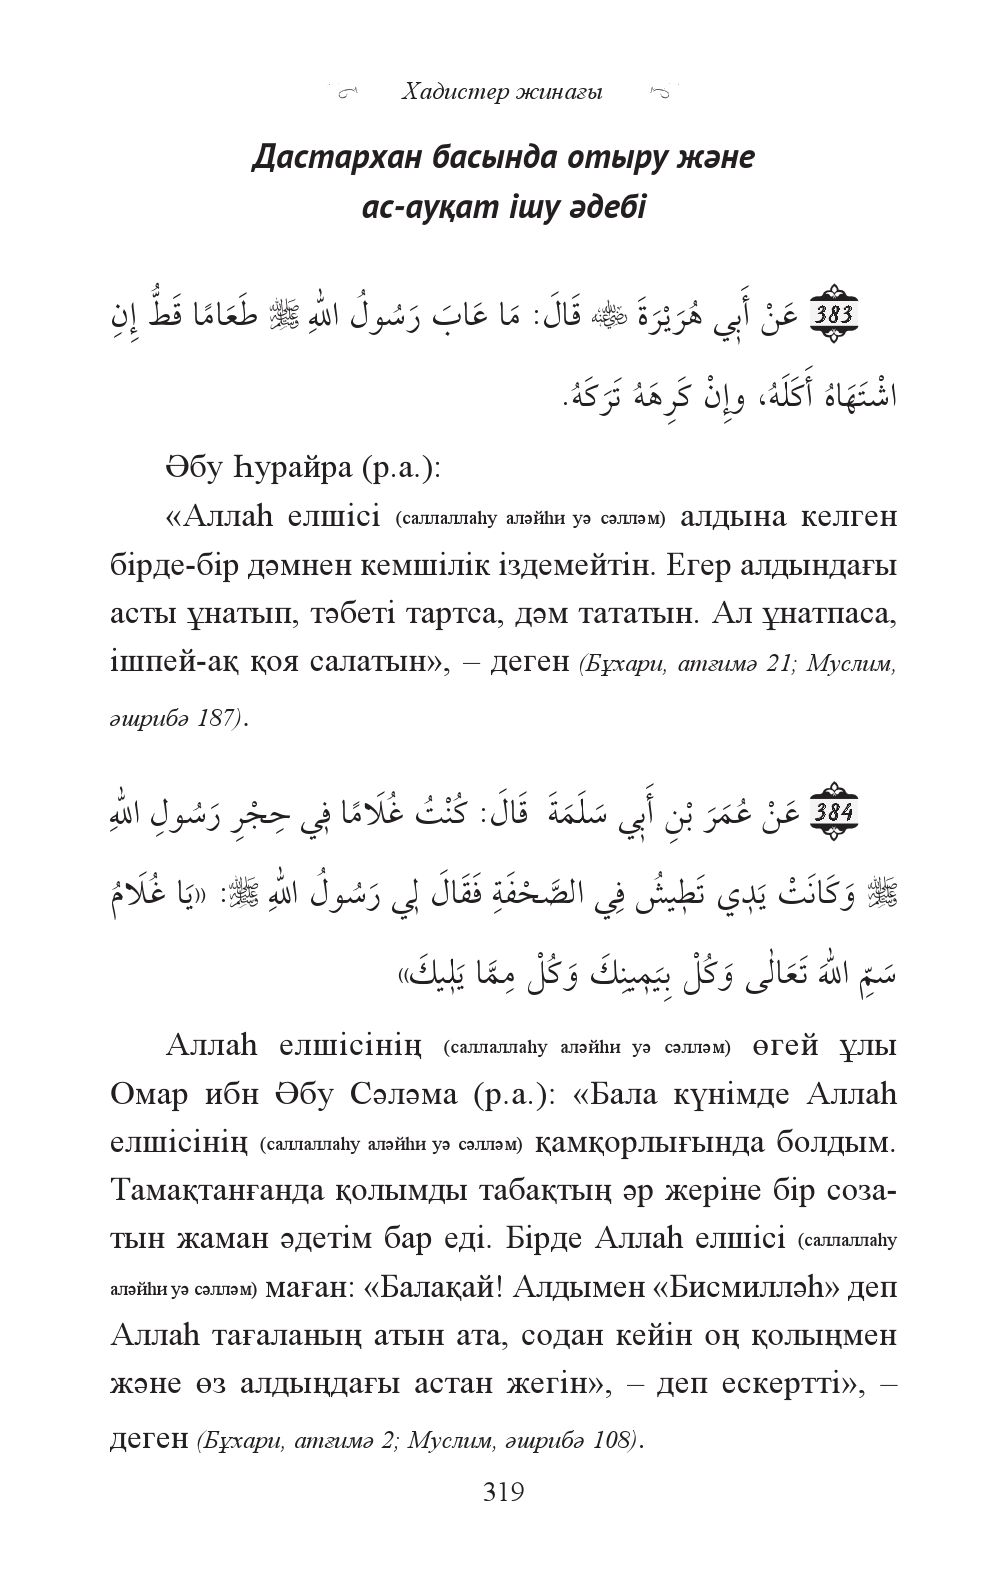 Хадистер жинағы
Дастархан басында отыру және
ас-ауқат ішу әдебі
383 عَنْ أَبِي هُرَيْرَةَ ؓ قَالَ: مَا عَابَ رَسُولُ اللهِ ﷺ طَعَامًا قَطُّ إِنِ
اشْتَهَاهُ أَكَلَهُ، وإِنْ كَرِهَهُ تَرَكَهُ.
Әбу Һурайра (р.а.):
«Аллаһ елшісі (саллаллаһу аләйһи уә сәлләм) алдына келген
бірде-бір дәмнен кемшілік іздемейтін. Егер алдындағы
асты ұнатып, тәбеті тартса, дәм тататын. Ал ұнатпаса,
ішпей-ақ қоя салатын», – деген (Бұхари, атғимә 21; Муслим,
әшрибә 187).
384 عَنْ عُمَرَ بْنِ أَبِي سَلَمَةَ قَالَ: كُنْتُ غُلَامًا فِي حِجْرِ رَسُولِ اللهِ
ﷺ وَكَانَتْ يَدِي تَطِيشُ فِي الصَّحْفَةِ فَقَالَ لِي رَسُولُ اللهِ ﷺ: «يَا غُلَامُ
سَمِّ اللهَ تَعَالٰى وَكُلْ بِيَمِينِكَ وَكُلْ مِمَّا يَلِيكَ»
Аллаһ елшісінің (саллаллаһу аләйһи уә сәлләм) өгей ұлы
Омар ибн Әбу Сәләма (р.а.): «Бала күнімде Аллаһ
елшісінің (саллаллаһу аләйһи уә сәлләм) қамқорлығында болдым.
Тамақтанғанда қолымды табақтың әр жеріне бір соза-
тын жаман әдетім бар еді. Бірде Аллаһ елшісі (саллаллаһу
аләйһи уә сәлләм) маған: «Балақай! Алдымен «Бисмилләһ» деп
Аллаһ тағаланың атын ата, содан кейін оң қолыңмен
және өз алдыңдағы астан жегін», – деп ескертті», –
деген (Бұхари, атғимә 2; Муслим, әшрибә 108).
319